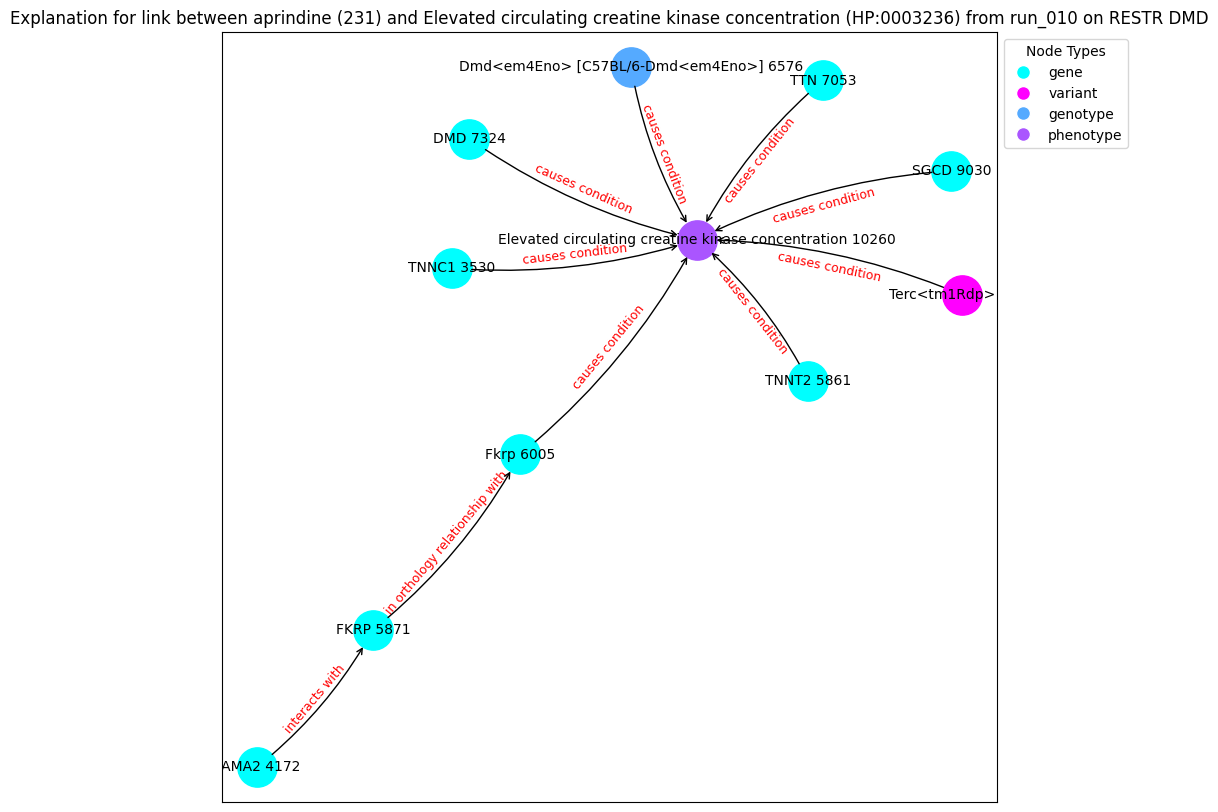 Explanation for link between aprindine (231) and Elevated circulating creatine kinase concentration (HP:0003236) from run_010 on RESTR DMD
Node Types
gene
variant
genotype
phenotype
Dmd<em4Eno> [C57BL/6-Dmd<em4Eno>] 6576
TTN 7053
DMD 7324
causes condition
causes condition
causes condition
SGCD 9030
causes condition
Elevated circulating creatine kinase concentration 10260
causes condition
TNNC1 3530
causes condition
Terc<tm1Rdp>
causes condition
causes condition
TNNT2 5861
Fkrp 6005
in orthology relationship with
FKRP 5871
interacts with
AMA2 4172